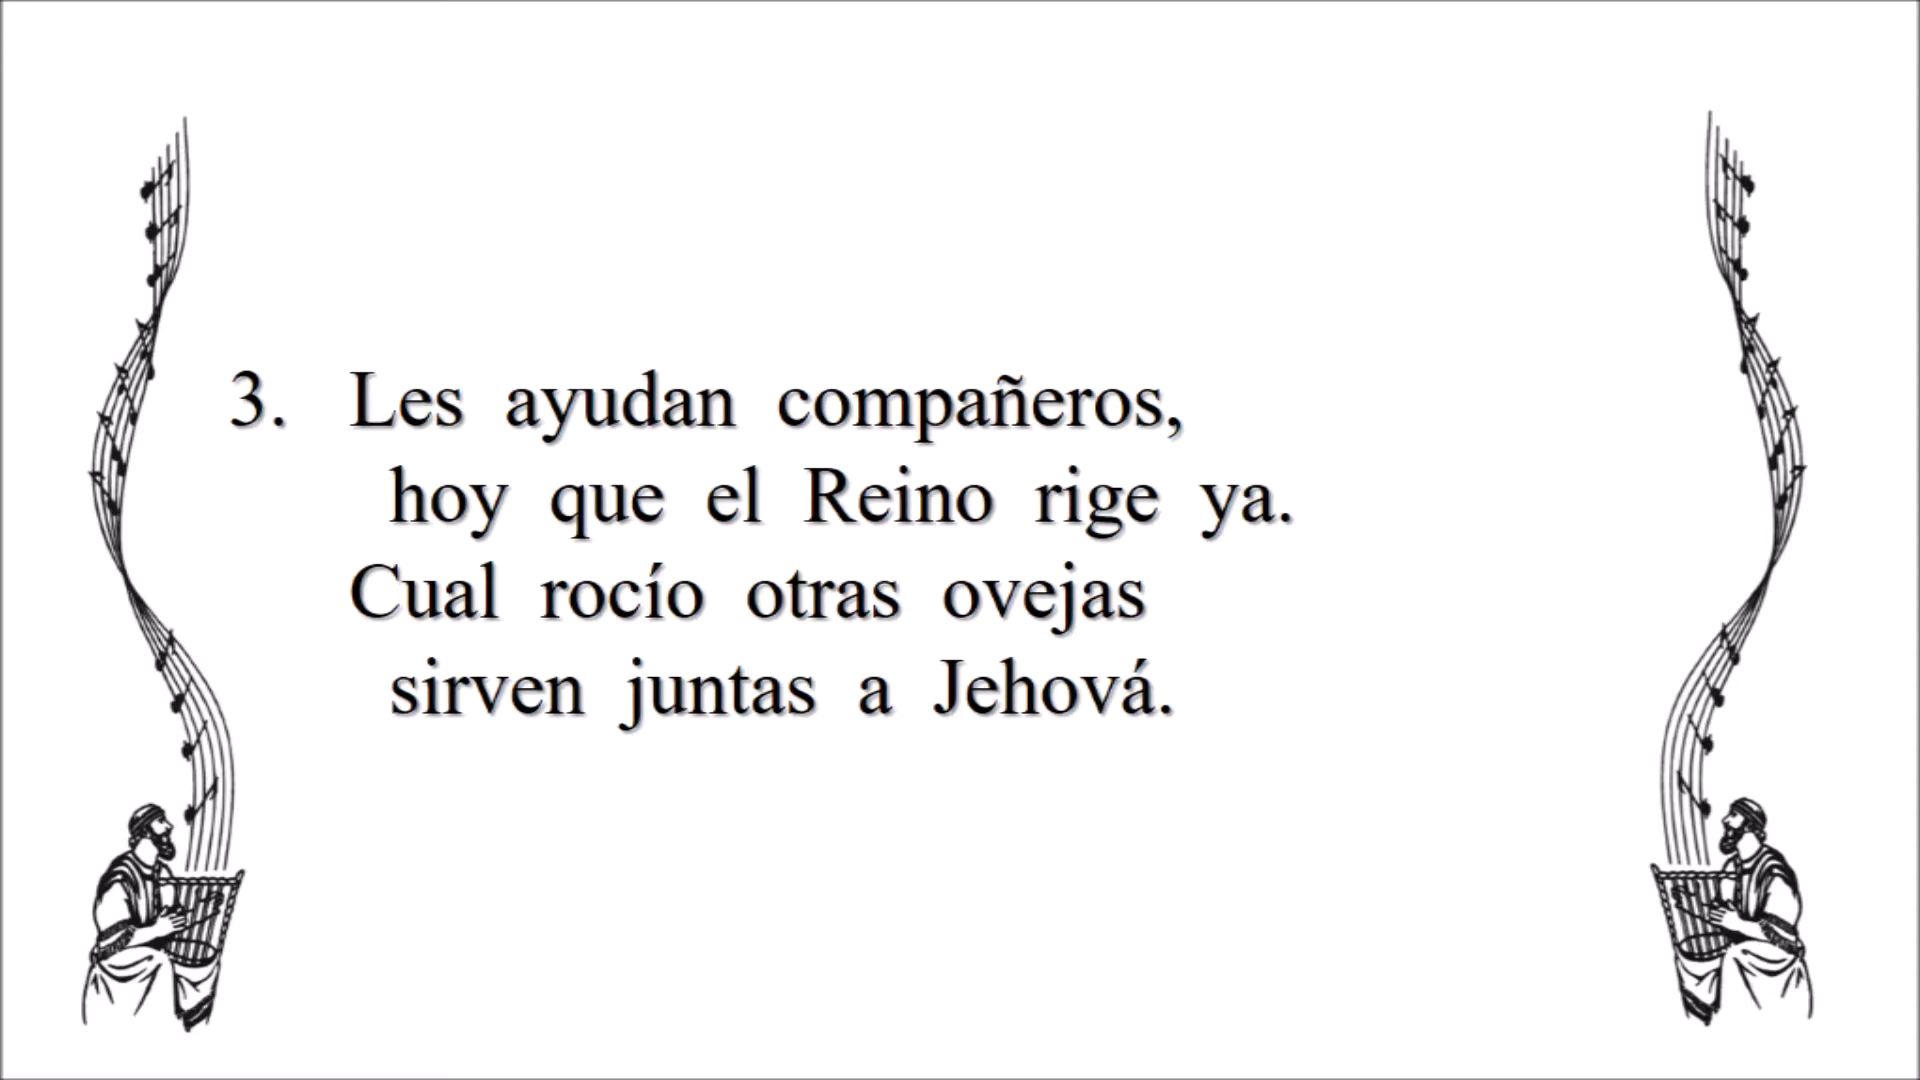 3. Les ayudan compañeros,
hoy que el Reino rige ya.
Cual rocío otras ovejas
sirven juntas a Jehová.